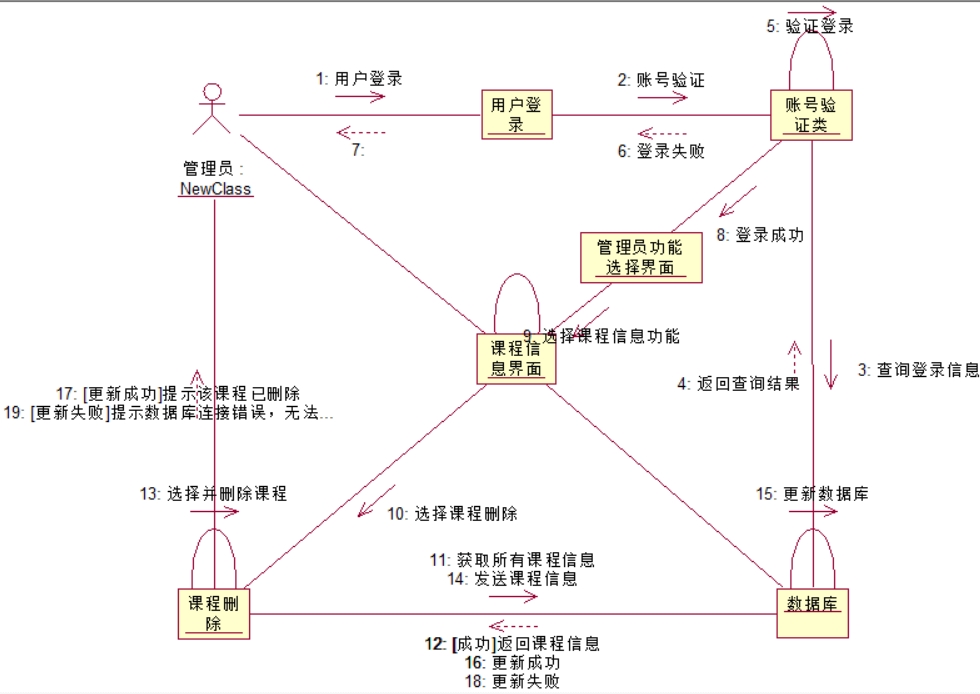 5: 验证登录
1: 用户登录
2: 账号验证
用户登
录
账号验
证类
7:
6: 登录失败
管理员 :
NewClass
8: 登录成功
管理员功能
选择界面
9: 选择课程信息功能
课程信
息界面
3: 查询登录信息
4: 返回查询结果
17: [更新成功]提示该课程已删除
19: [更新失败]提示数据库连接错误，无法...
13: 选择并删除课程
15: 更新数据库
10: 选择课程删除
11: 获取所有课程信息
14: 发送课程信息
课程删
除
数据库
12: [成功]返回课程信息
16: 更新成功
18: 更新失败